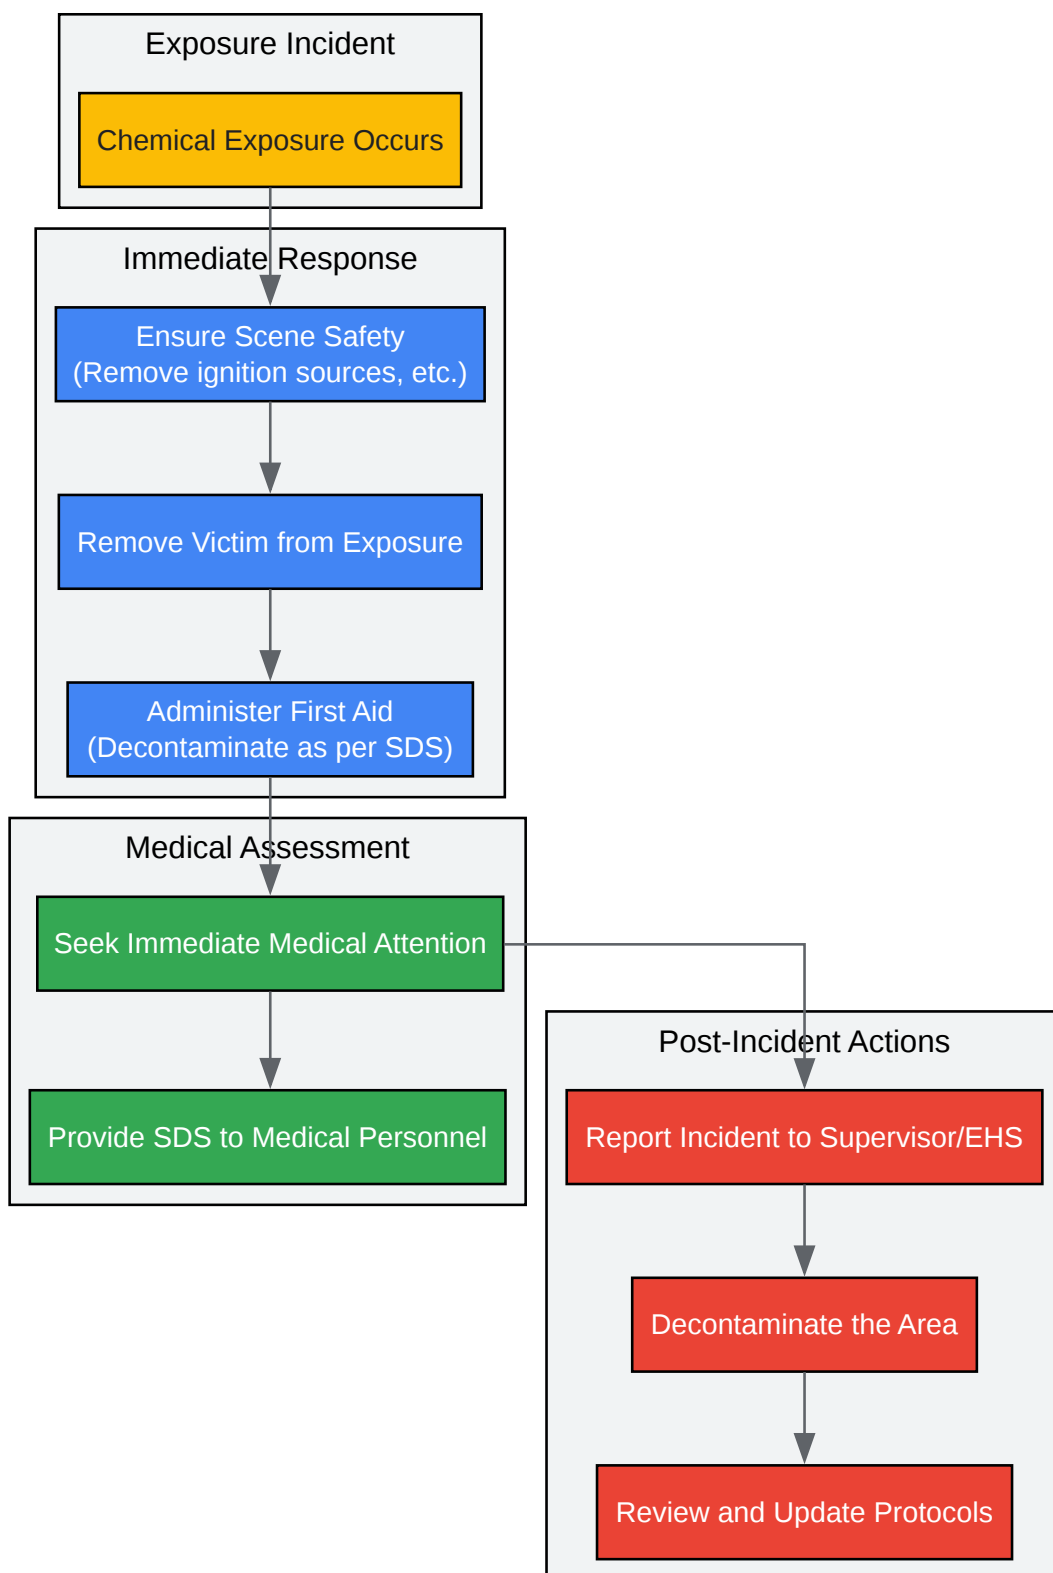 Exposure Incident
Chemical Exposure Occurs
Immediate Response
Ensure Scene Safety
(Remove ignition sources, etc.)
Remove Victim from Exposure
Administer First Aid
(Decontaminate as per SDS)
Medical Assessment
Seek Immediate Medical Attention
Provide SDS to Medical Personnel
Post-Incident Actions
Report Incident to Supervisor/EHS
Decontaminate the Area
Review and Update Protocols